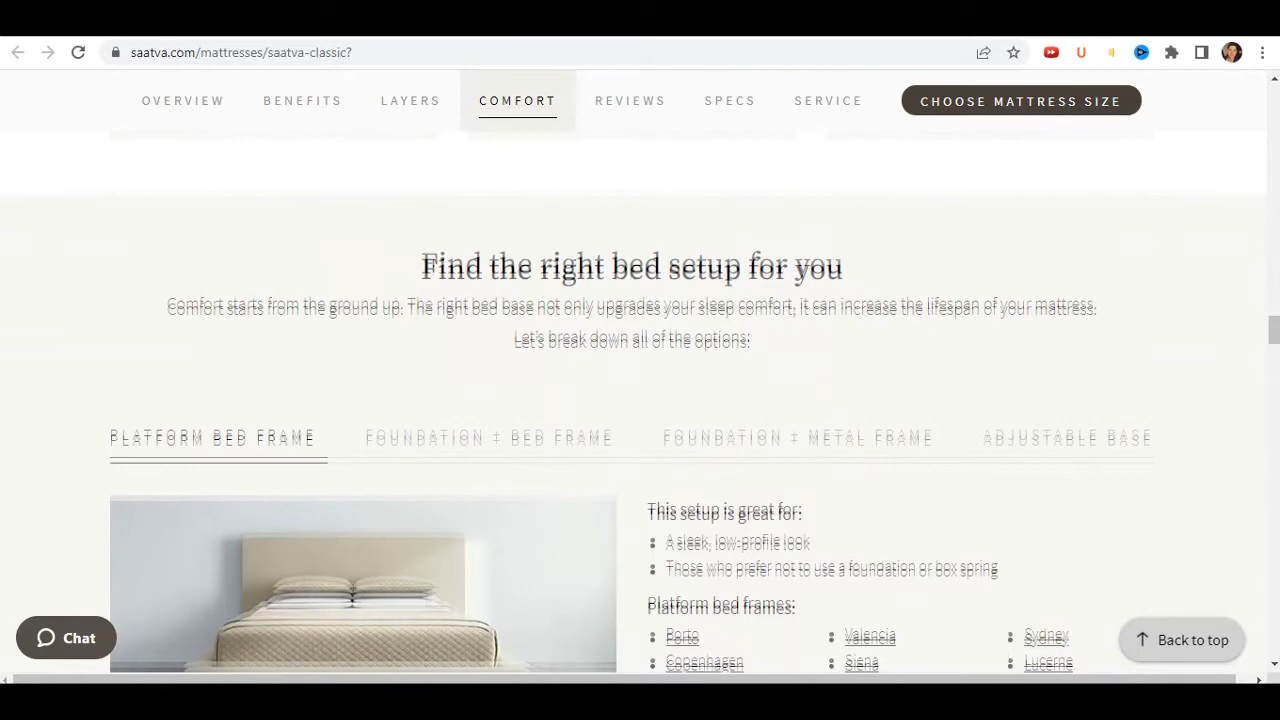 saatva.com/mattresses/saatva-classic?
OVERVIEW BENEFITS LAYERS COMFORT REVIEWS SPECS SERVICE CHOOSE MATTRESS SIZE
Find the right bed setup for you
Comfort starts from the ground up. The right bed base not only upgrades your sleep comfort, it can increase the lifespan of your mattress.
Let's break down all of the options:
PLATFORM BED FRAME FOUNDATION + BED FRAME FOUNDATION + METAL FRAME ADJUSTABLE BASE
This setup is great for:
• A sleek, low-profile look
• Those who prefer not to use a foundation or box spring
Platform bed frames:
• Porto • Valencia • Sydney
• Copenhagen • Siena • Lucerne
Chat
Back to top